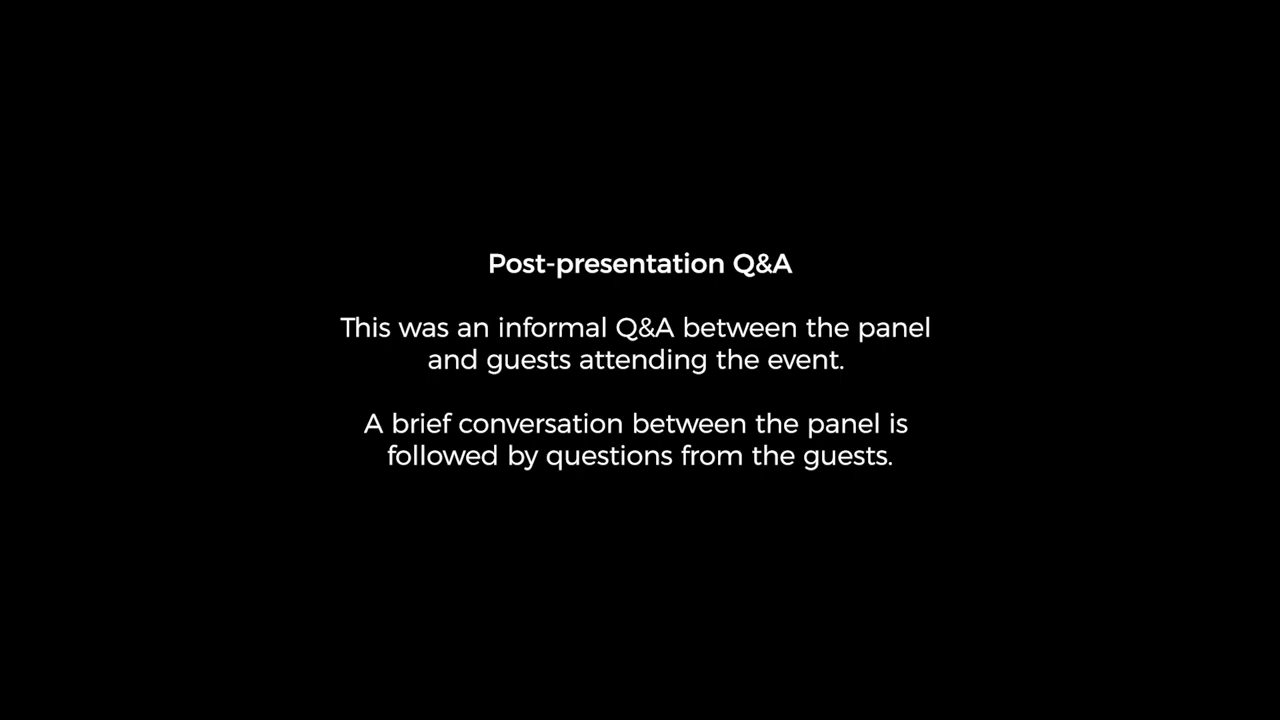 Post-presentation Q&A
This was an informal Q&A between the panel
and guests attending the event.
A brief conversation between the panel is
followed by questions from the guests.